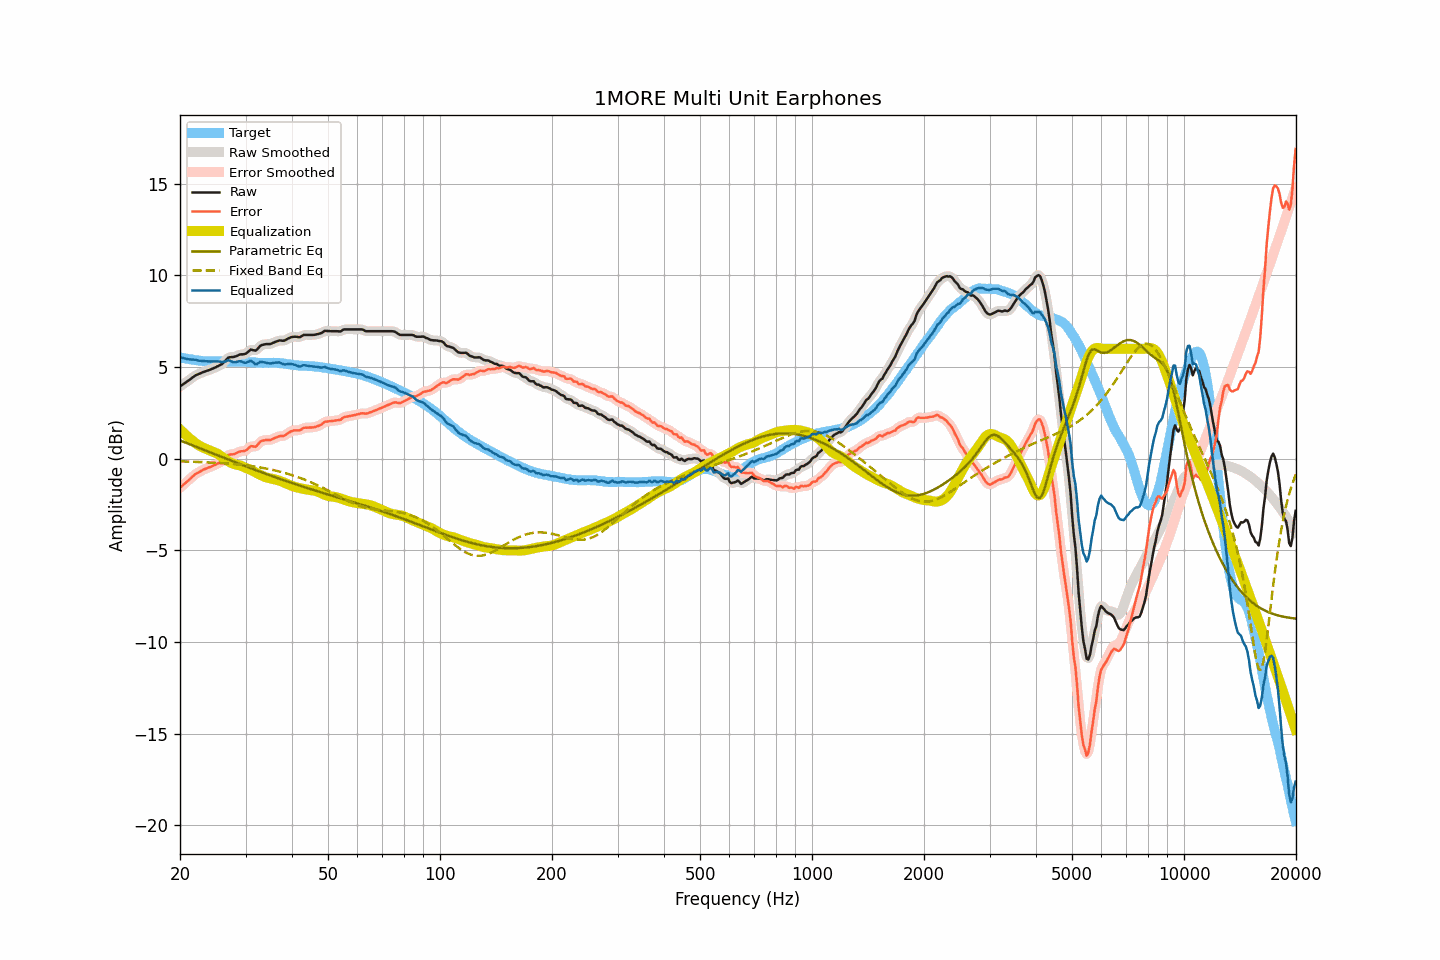 1MORE Multi Unit Earphones
Target
Raw Smoothed
Error Smoothed
Raw
Error
Equalization
Parametric Eq
Fixed Band Eq
Equalized
15
10
5
0
−5
−10
−15
−20
Amplitude (dBr)
20 50 100 200 500 1000 2000 5000 10000 20000
Frequency (Hz)